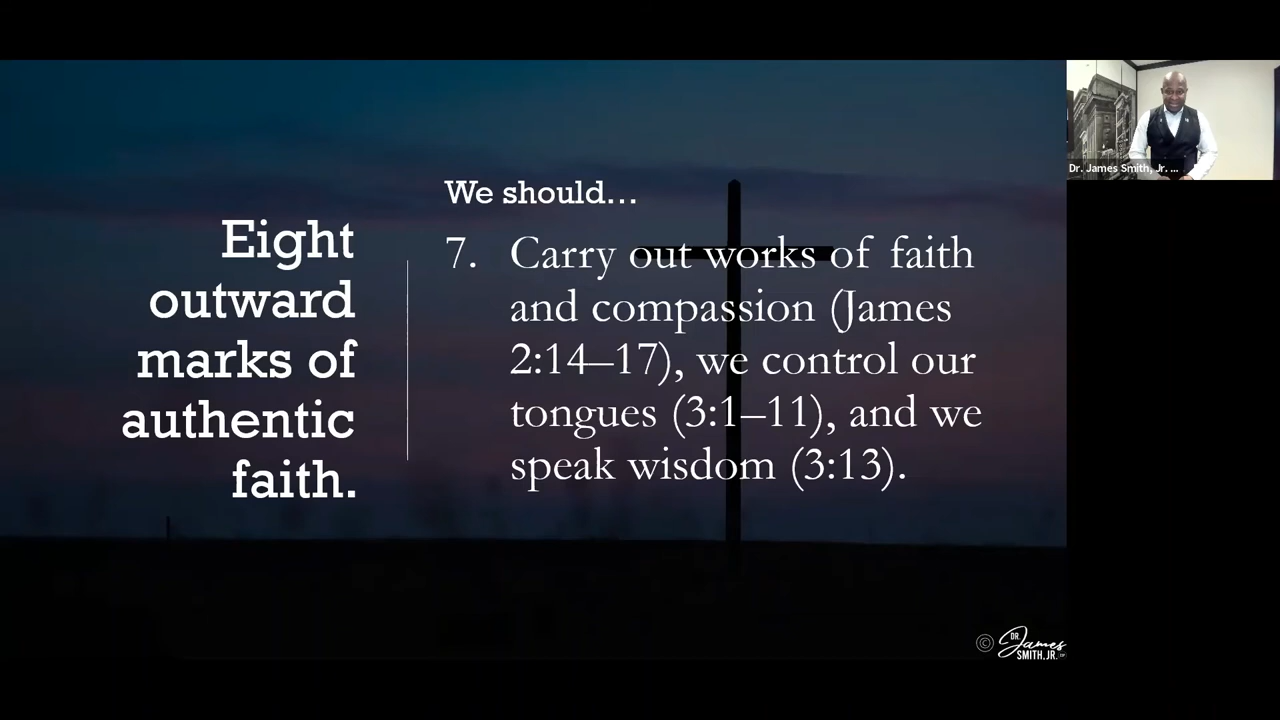 Eight
outward
marks of
authentic
faith.
We should...
7. Carry out works of faith
and compassion (James
2:14–17), we control our
tongues (3:1–11), and we
speak wisdom (3:13).
Dr. James Smith, Jr. ...
© DR.
James
SMITH, JR.